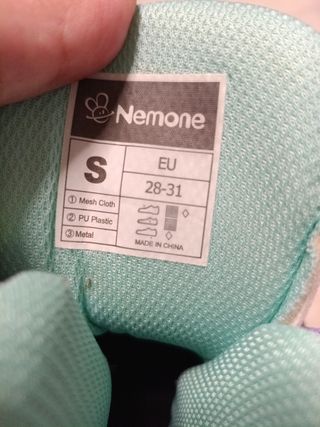 Nemone
S
EU
28-31
① Mesh Cloth
② PU Plastic
③ Metal
MADE IN CHINA